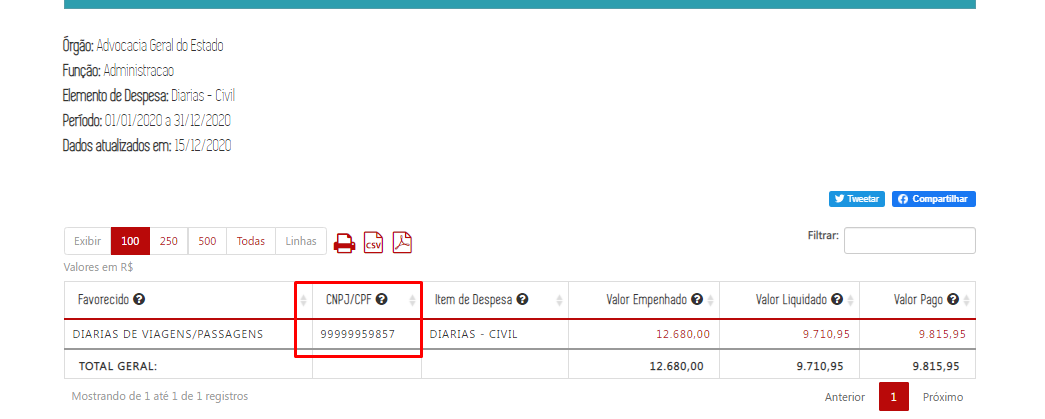 Órgão: Advocacia Geral do Estado
Função: Administracao
Elemento de Despesa: Diarias - Civil
Período: 01/01/2020 a 31/12/2020
Dados atualizados em: 15/12/2020
Tweetar Compartilhar
Exibir 100 250 500 Todas Linhas CSV Filtrar:
Valores em R$
Favorecido ? CNPJ/CPF ? Item de Despesa ? Valor Empenhado ? Valor Liquidado ? Valor Pago ?
DIARIAS DE VIAGENS/PASSAGENS 99999959857 DIARIAS - CIVIL 12.680,00 9.710,95 9.815,95
TOTAL GERAL: 12.680,00 9.710,95 9.815,95
Mostrando de 1 até 1 de 1 registros Anterior 1 Próximo